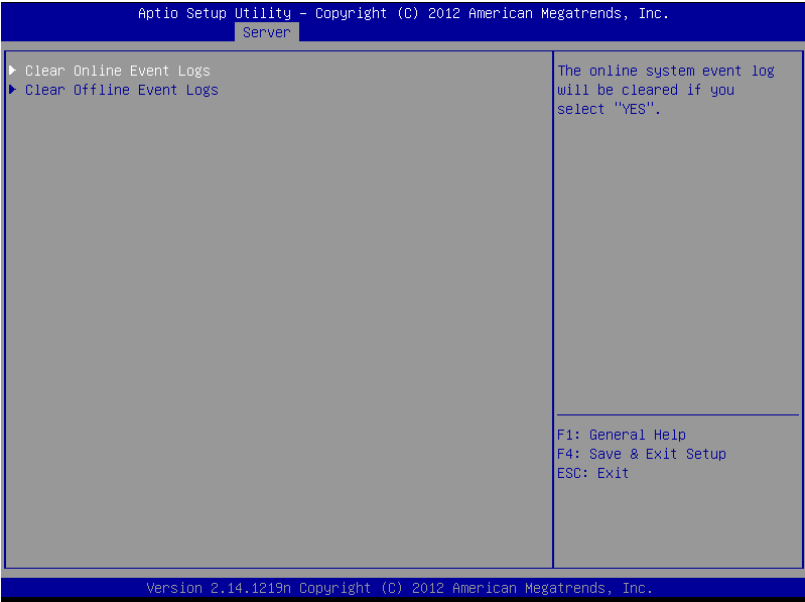 Aptio Setup Utility – Copyright (C) 2012 American Megatrends, Inc.
Server
Clear Online Event Logs
Clear Offline Event Logs
The online system event log
will be cleared if you
select "YES".
F1: General Help
F4: Save & Exit Setup
ESC: Exit
Version 2.14.1219n Copyright (C) 2012 American Megatrends, Inc.